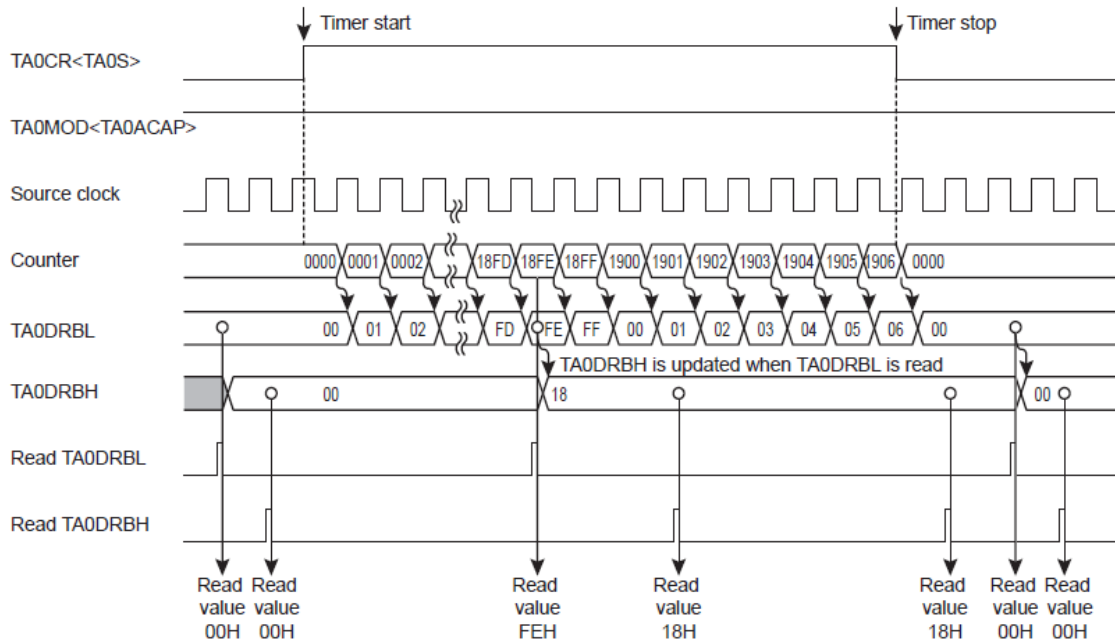 Timer start
Timer stop
TA0CR<TA0S>
TA0MOD<TA0ACAP>
Source clock
Counter
0000 0001 0002 18FD 18FE 18FF 1900 1901 1902 1903 1904 1905 1906 0000
TA0DRBL
00 01 02 FD FE FF 00 01 02 03 04 05 06 00
TA0DRBH is updated when TA0DRBL is read
TA0DRBH
00 18 00
Read TA0DRBL
Read TA0DRBH
Read value 00H
Read value 00H
Read value FEH
Read value 18H
Read value 18H
Read value 00H
Read value 00H